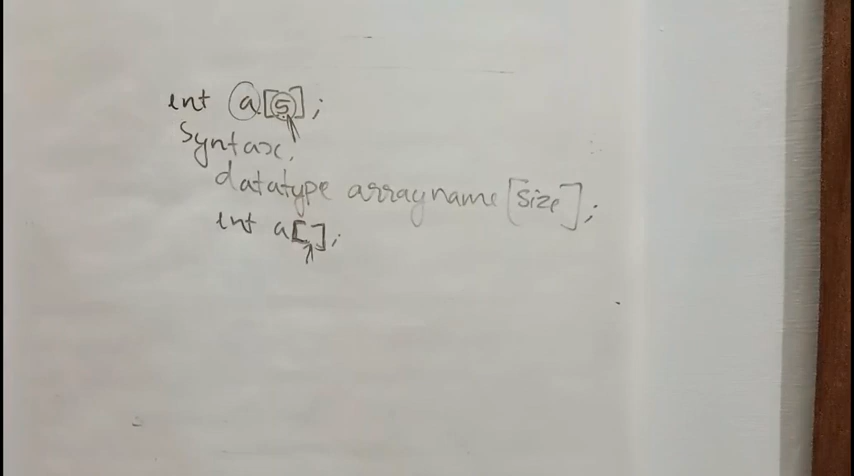 int a[5];
Syntax,
datatype arrayname[size];
int a[ ];